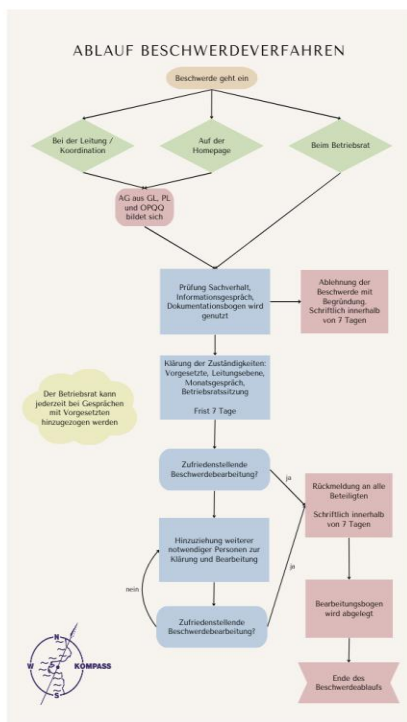 ABLAUF BESCHWERDEVERFAHREN
Beschwerde geht ein
Bei der Leitung /
Koordination
Auf der
Homepage
Beim Betriebsrat
AG aus GL, PL
und OPQQ
bildet sich
Prüfung Sachverhalt,
Informationsgespräch,
Dokumentationsbogen wird
genutzt
Ablehnung der
Beschwerde mit
Begründung.
Schriftlich innerhalb
von 7 Tagen
Klärung der Zuständigkeiten:
Vorgesetzte, Leitungsebene,
Monatsgespräch,
Betriebsratssitzung
Frist 7 Tage
Der Betriebsrat kann
jederzeit bei Gesprächen
mit Vorgesetzten
hinzugezogen werden
Zufriedenstellende
Beschwerdebearbeitung?
ja
Rückmeldung an alle
Beteiligten
Schriftlich innerhalb
von 7 Tagen
Hinzuziehung weiterer
notwendiger Personen zur
Klärung und Bearbeitung
ja
nein
Bearbeitungsbogen
wird abgelegt
Zufriedenstellende
Beschwerdebearbeitung?
Ende des
Beschwerdeablaufs
N
W
S
KOMPASS